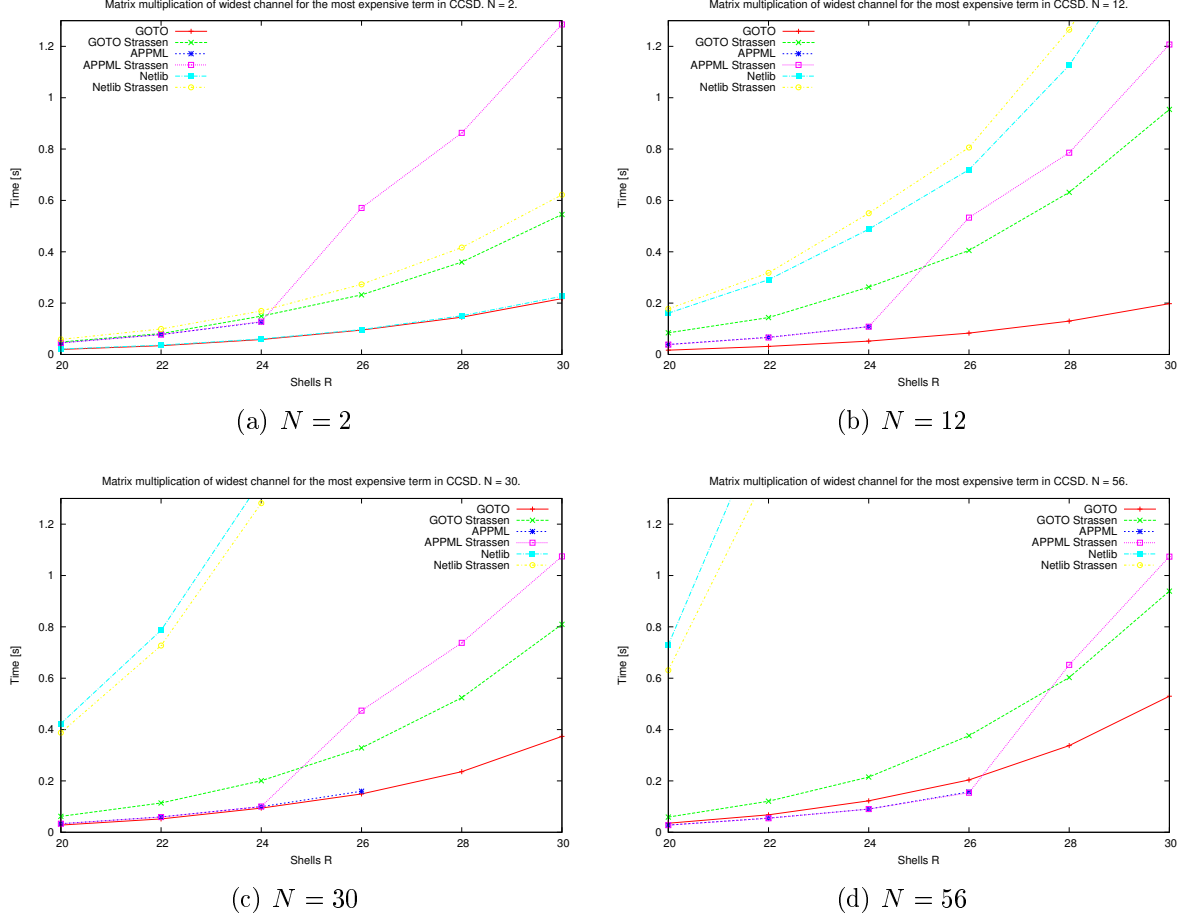 Matrix multiplication of widest channel for the most expensive term in CCSD. N = 2.
GOTO
GOTO Strassen
APPML
APPML Strassen
Netlib
Netlib Strassen
1.2
1
0.8
0.6
0.4
0.2
0
Time [s]
20 22 24 26 28 30
Shells R
(a) N = 2
Matrix multiplication of widest channel for the most expensive term in CCSD. N = 12.
GOTO
GOTO Strassen
APPML
APPML Strassen
Netlib
Netlib Strassen
1.2
1
0.8
0.6
0.4
0.2
0
Time [s]
20 22 24 26 28 30
Shells R
(b) N = 12
Matrix multiplication of widest channel for the most expensive term in CCSD. N = 30.
GOTO
GOTO Strassen
APPML
APPML Strassen
Netlib
Netlib Strassen
1.2
1
0.8
0.6
0.4
0.2
0
Time [s]
20 22 24 26 28 30
Shells R
(c) N = 30
Matrix multiplication of widest channel for the most expensive term in CCSD. N = 56.
GOTO
GOTO Strassen
APPML
APPML Strassen
Netlib
Netlib Strassen
1.2
1
0.8
0.6
0.4
0.2
0
Time [s]
20 22 24 26 28 30
Shells R
(d) N = 56